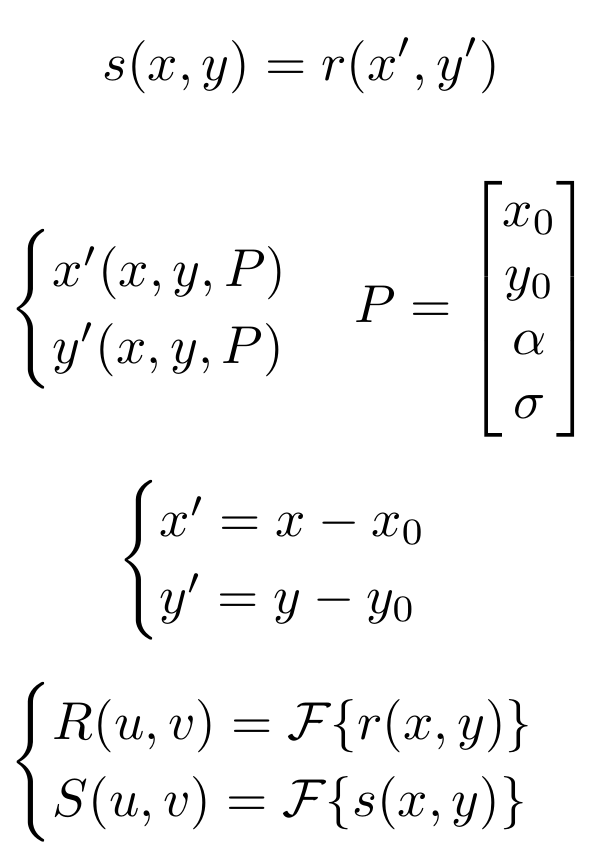 s(x, y) = r(x′, y′)
{ x′(x, y, P)
y′(x, y, P)
P = [ x₀
y₀
α
σ ]
{ x′ = x − x₀
y′ = y − y₀
{ R(u, v) = ℱ{r(x, y)}
S(u, v) = ℱ{s(x, y)}